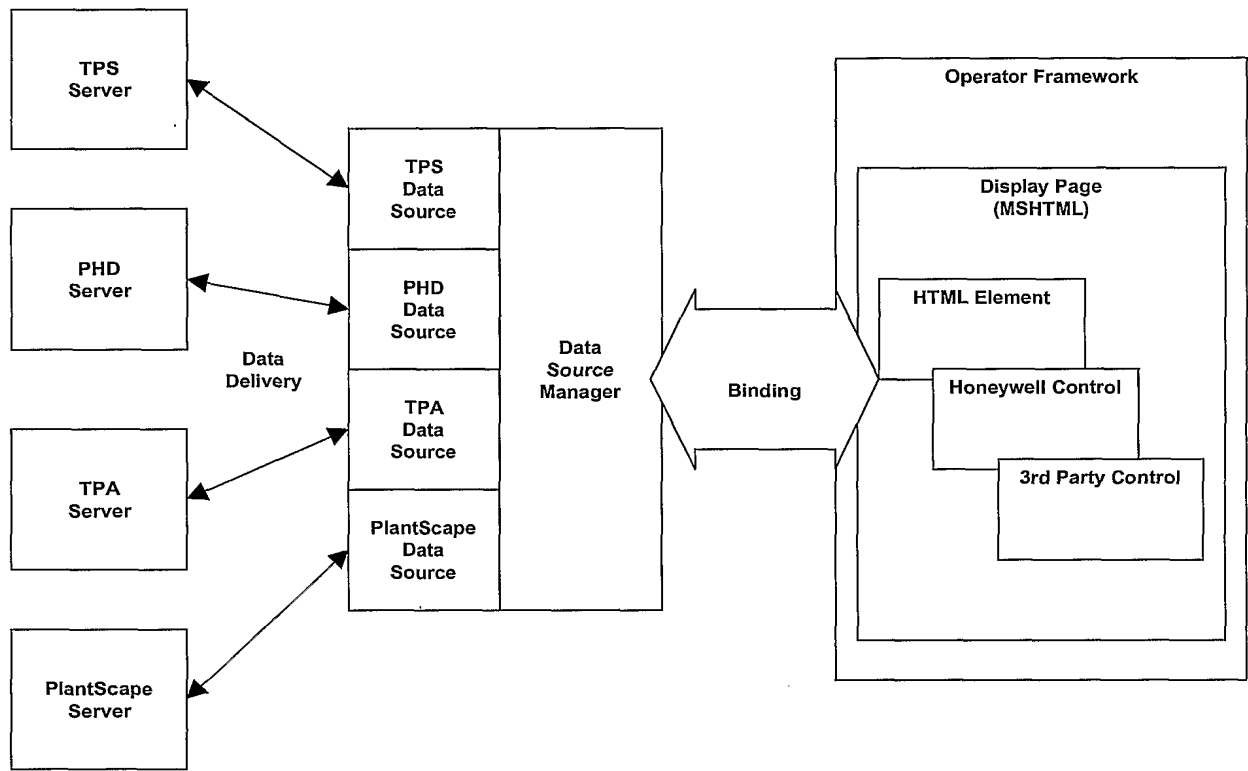 TPS
Server
PHD
Server
TPA
Server
PlantScape
Server
Data
Delivery
TPS
Data
Source
PHD
Data
Source
TPA
Data
Source
PlantScape
Data
Source
Data
Source
Manager
Binding
Operator Framework
Display Page
(MSHTML)
HTML Element
Honeywell Control
3rd Party Control